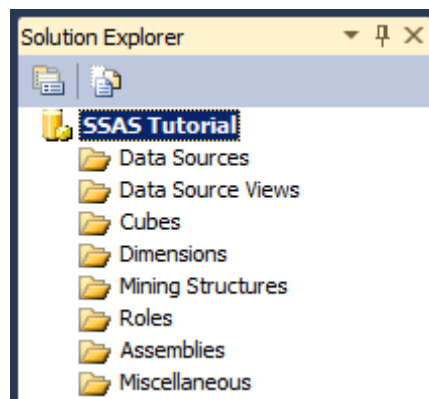 Solution Explorer
SSAS Tutorial
Data Sources
Data Source Views
Cubes
Dimensions
Mining Structures
Roles
Assemblies
Miscellaneous